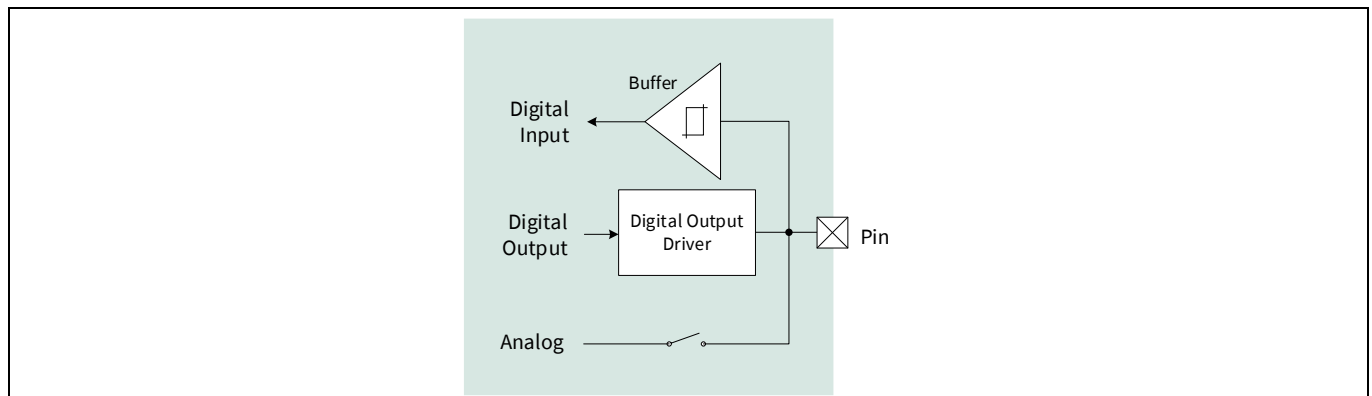 Buffer
Digital
Input
Digital
Output
Digital Output
Driver
Pin
Analog